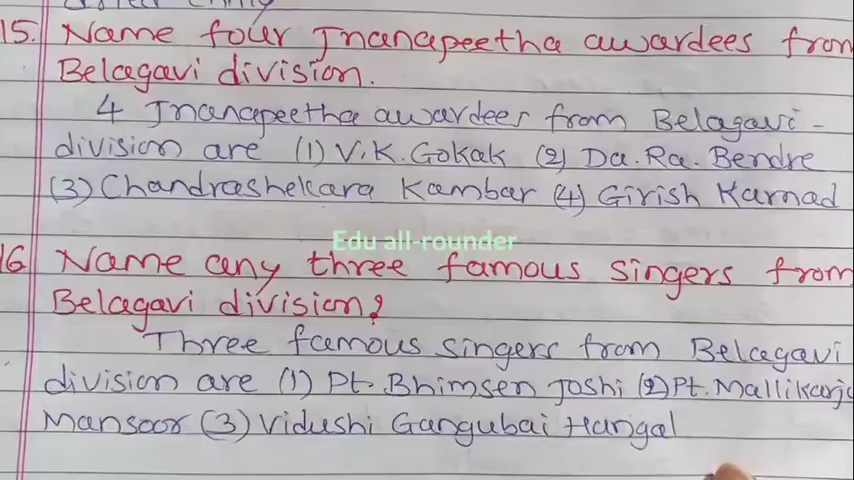 15. Name four Jnanapeetha awardees from
Belagavi division.
4 Jnanapeetha awardees from Belagavi-
division are (1) V.K. Gokak (2) Da. Ra. Bendre
(3) Chandrashekara Kambar (4) Girish Karnad
Edu all-rounder
16 Name any three famous singers from
Belagavi division?
Three famous singers from Belagavi
division are (1) Pt. Bhimsen Joshi (2) Pt. Mallikarju
Mansoor (3) Vidushi Gangubai Hangal